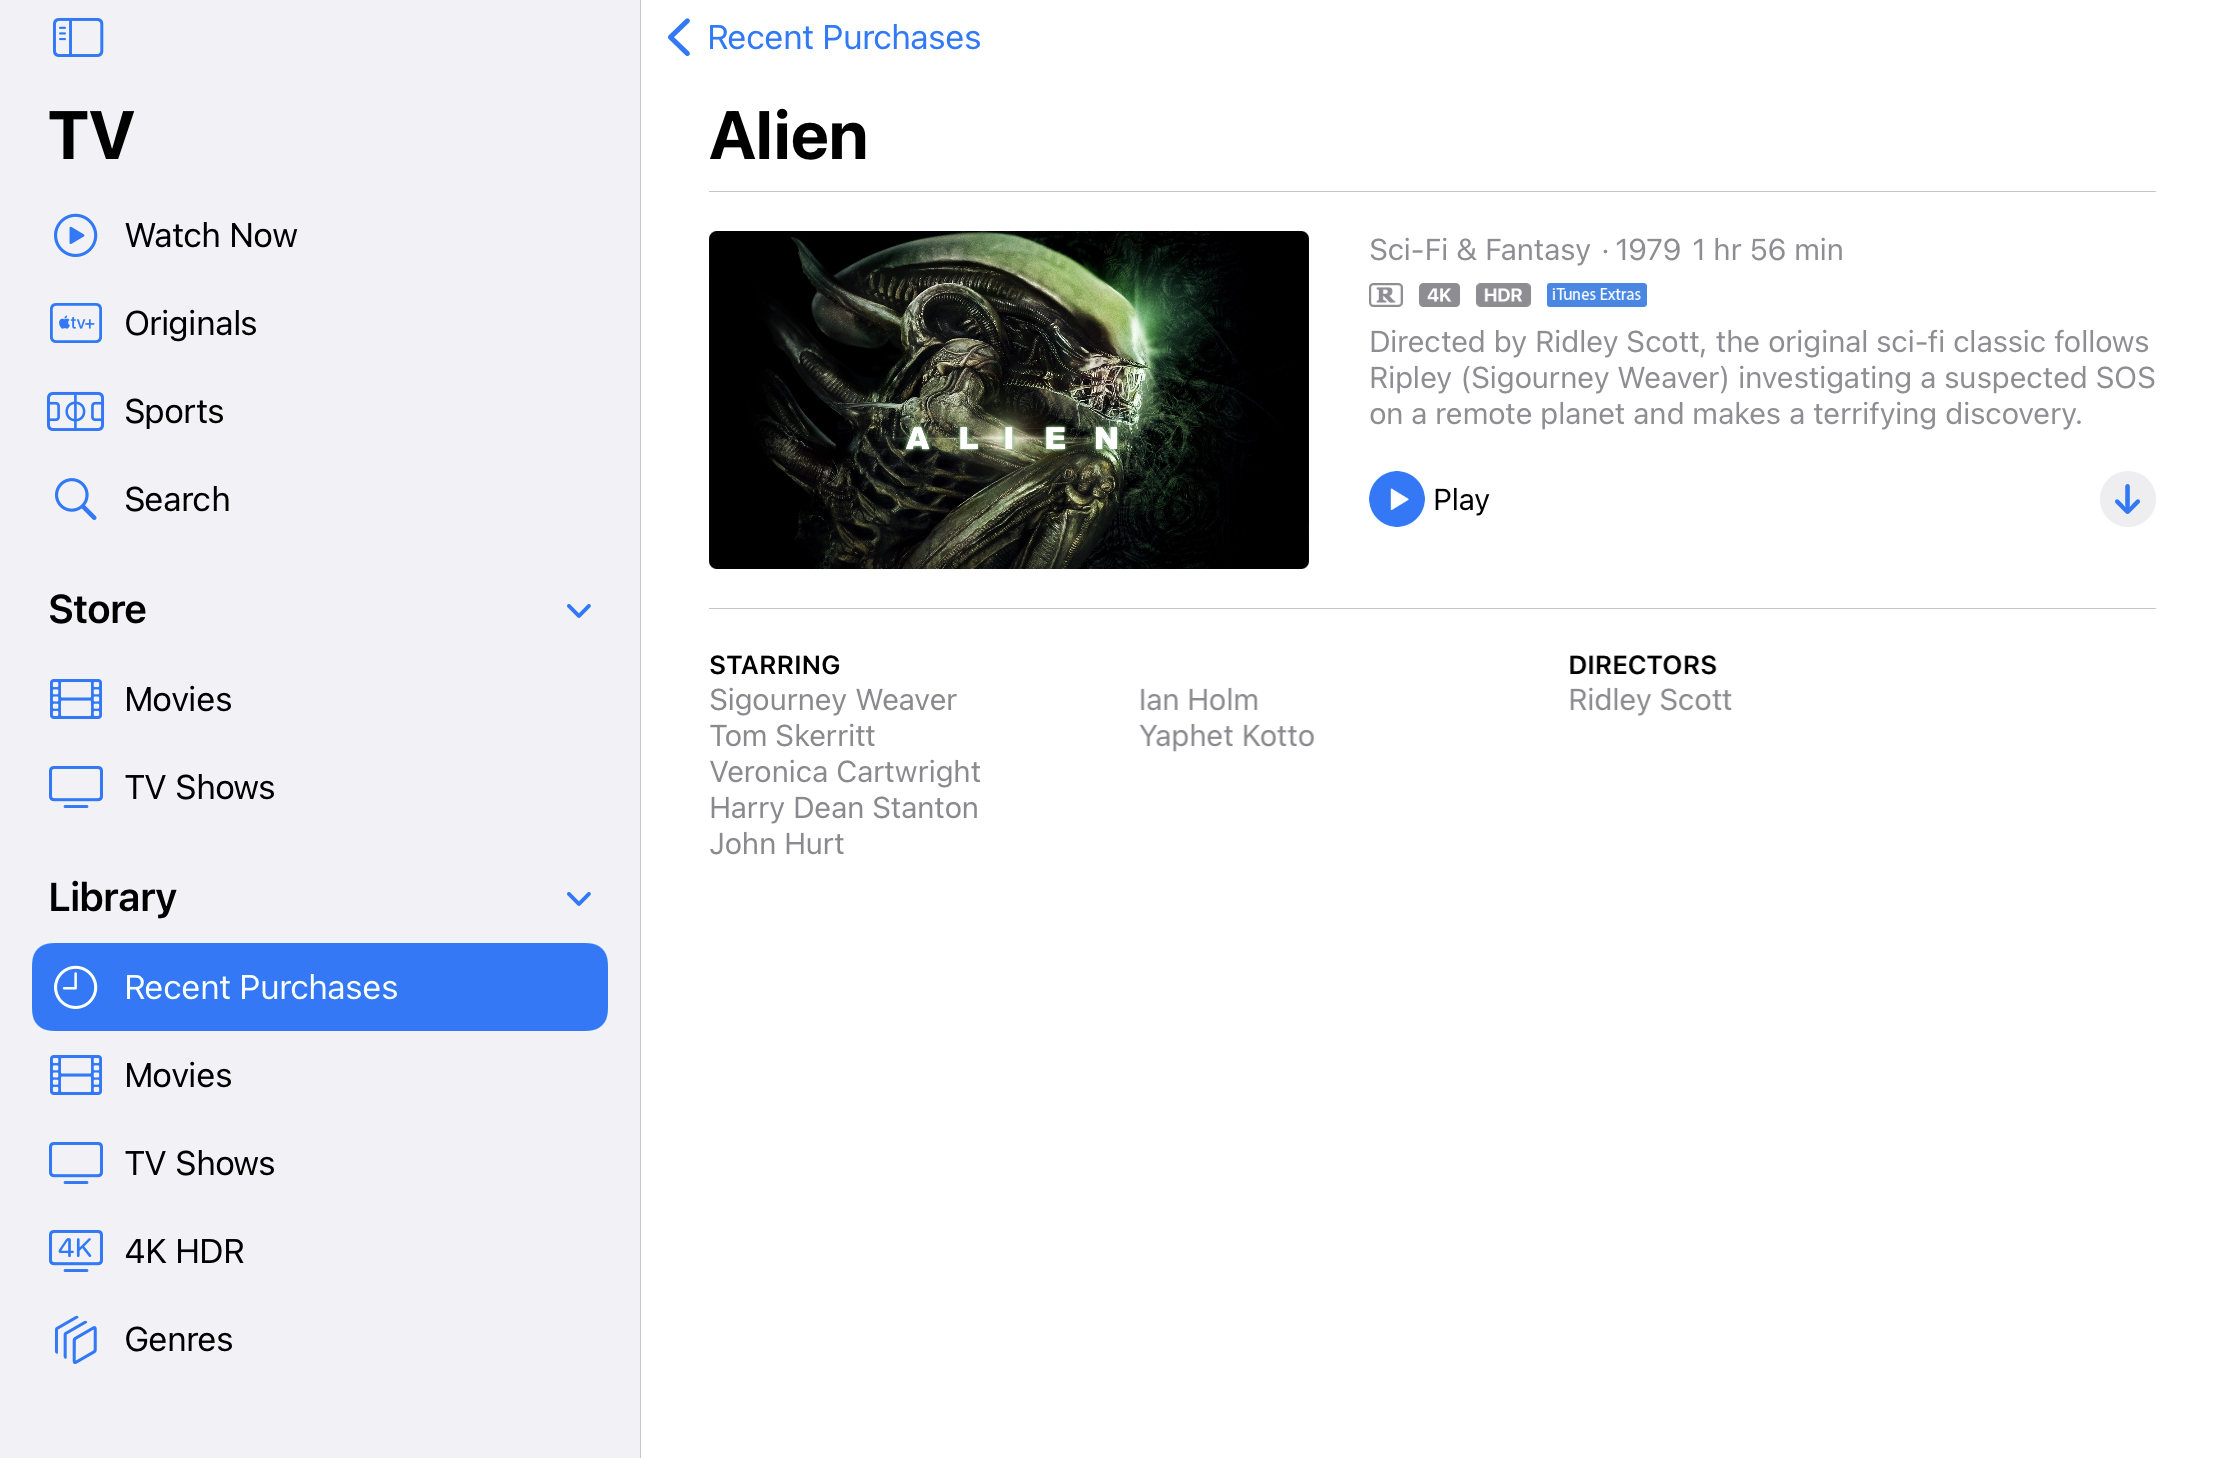 TV
Watch Now
tv+
Originals
Sports
Search
Store
Movies
TV Shows
Library
Recent Purchases
Movies
TV Shows
4K
4K HDR
Genres
Recent Purchases
Alien
ALIEN
Sci-Fi & Fantasy · 1979 1 hr 56 min
R 4K HDR iTunes Extras
Directed by Ridley Scott, the original sci-fi classic follows
Ripley (Sigourney Weaver) investigating a suspected SOS
on a remote planet and makes a terrifying discovery.
Play
STARRING
Sigourney Weaver
Tom Skerritt
Veronica Cartwright
Harry Dean Stanton
John Hurt
Ian Holm
Yaphet Kotto
DIRECTORS
Ridley Scott